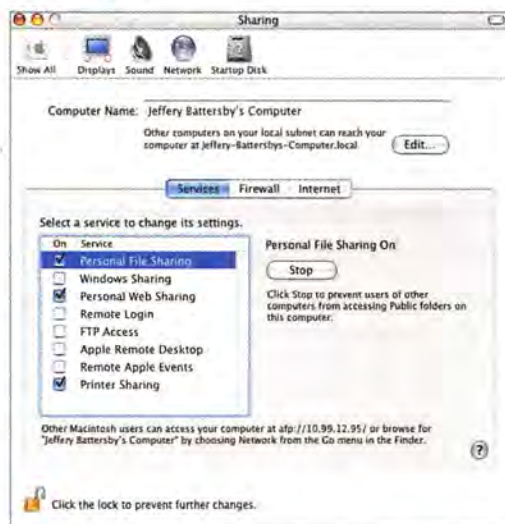 Sharing
Show All Displays Sound Network Startup Disk
Computer Name: Jeffery Battersby's Computer
Other computers on your local subnet can reach your
computer at Jeffery-Battersbys-Computer.local
Edit...
Services Firewall Internet
Select a service to change its settings.
On Service
Personal File Sharing
Windows Sharing
Personal Web Sharing
Remote Login
FTP Access
Apple Remote Desktop
Remote Apple Events
Printer Sharing
Personal File Sharing On
Stop
Click Stop to prevent users of other
computers from accessing Public folders on
this computer.
Other Macintosh users can access your computer at afp://10.99.12.95/ or browse for
"Jeffery Battersby's Computer" by choosing Network from the Go menu in the Finder.
?
Click the lock to prevent further changes.